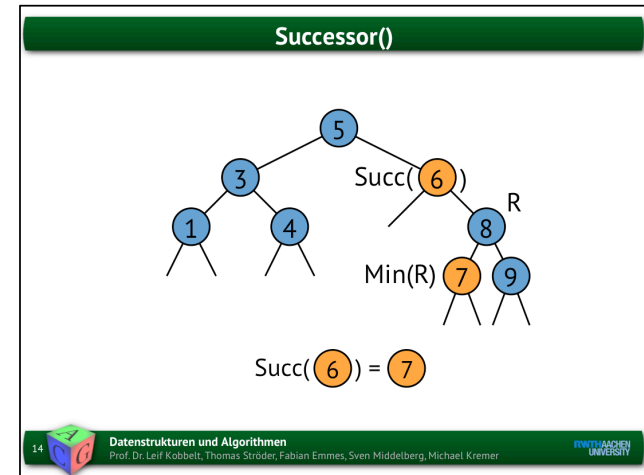 Successor()
5
3 Succ( 6 )
1 4 8 R
Min(R) 7 9
Succ( 6 ) = 7
14 A C G
Datenstrukturen und Algorithmen
Prof. Dr. Leif Kobbelt, Thomas Ströder, Fabian Emmes, Sven Middelberg, Michael Kremer
RWTHAACHEN
UNIVERSITY